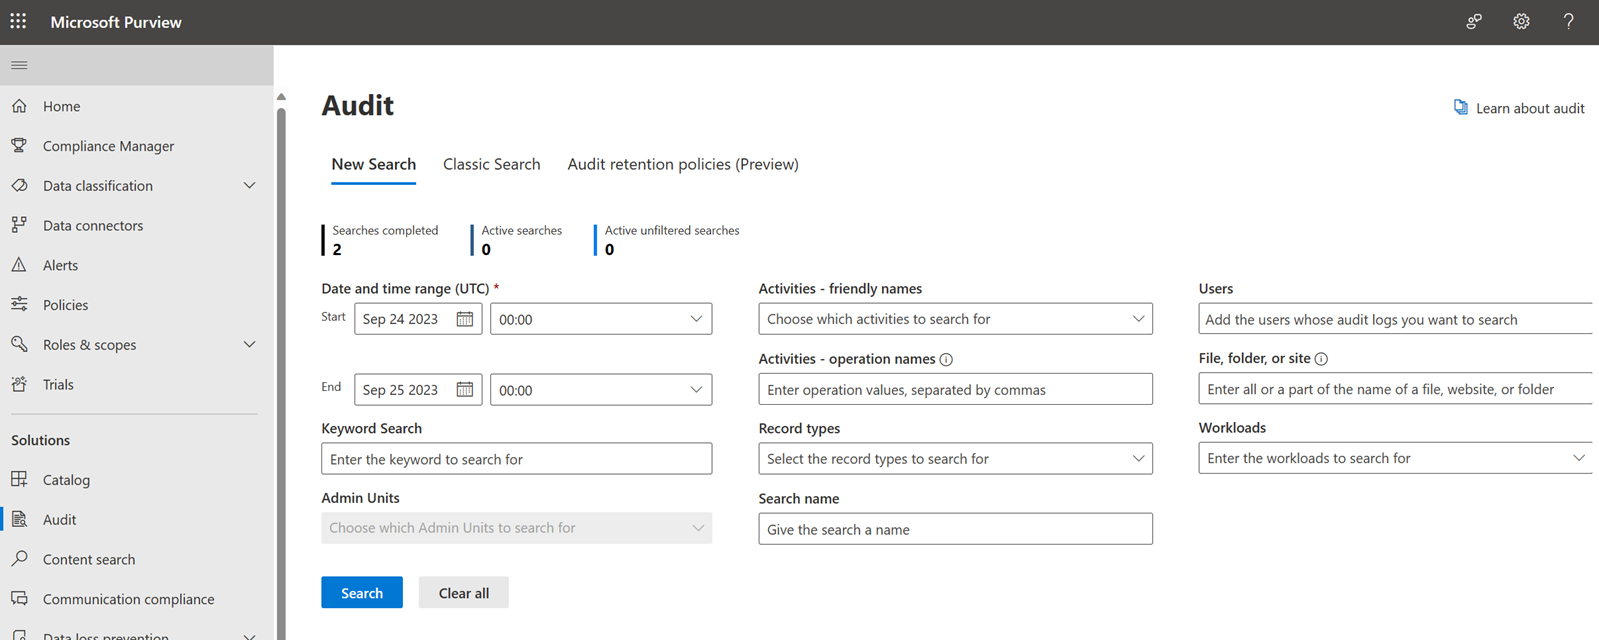 Microsoft Purview
Home
Compliance Manager
Data classification
Data connectors
Alerts
Policies
Roles & scopes
Trials
Solutions
Catalog
Audit
Content search
Communication compliance
Data loss prevention
Audit
Learn about audit
New Search Classic Search Audit retention policies (Preview)
Searches completed
2
Active searches
0
Active unfiltered searches
0
Date and time range (UTC) *
Start Sep 24 2023 00:00
End Sep 25 2023 00:00
Keyword Search
Enter the keyword to search for
Admin Units
Choose which Admin Units to search for
Activities - friendly names
Choose which activities to search for
Activities - operation names
Enter operation values, separated by commas
Record types
Select the record types to search for
Search name
Give the search a name
Users
Add the users whose audit logs you want to search
File, folder, or site
Enter all or a part of the name of a file, website, or folder
Workloads
Enter the workloads to search for
Search Clear all